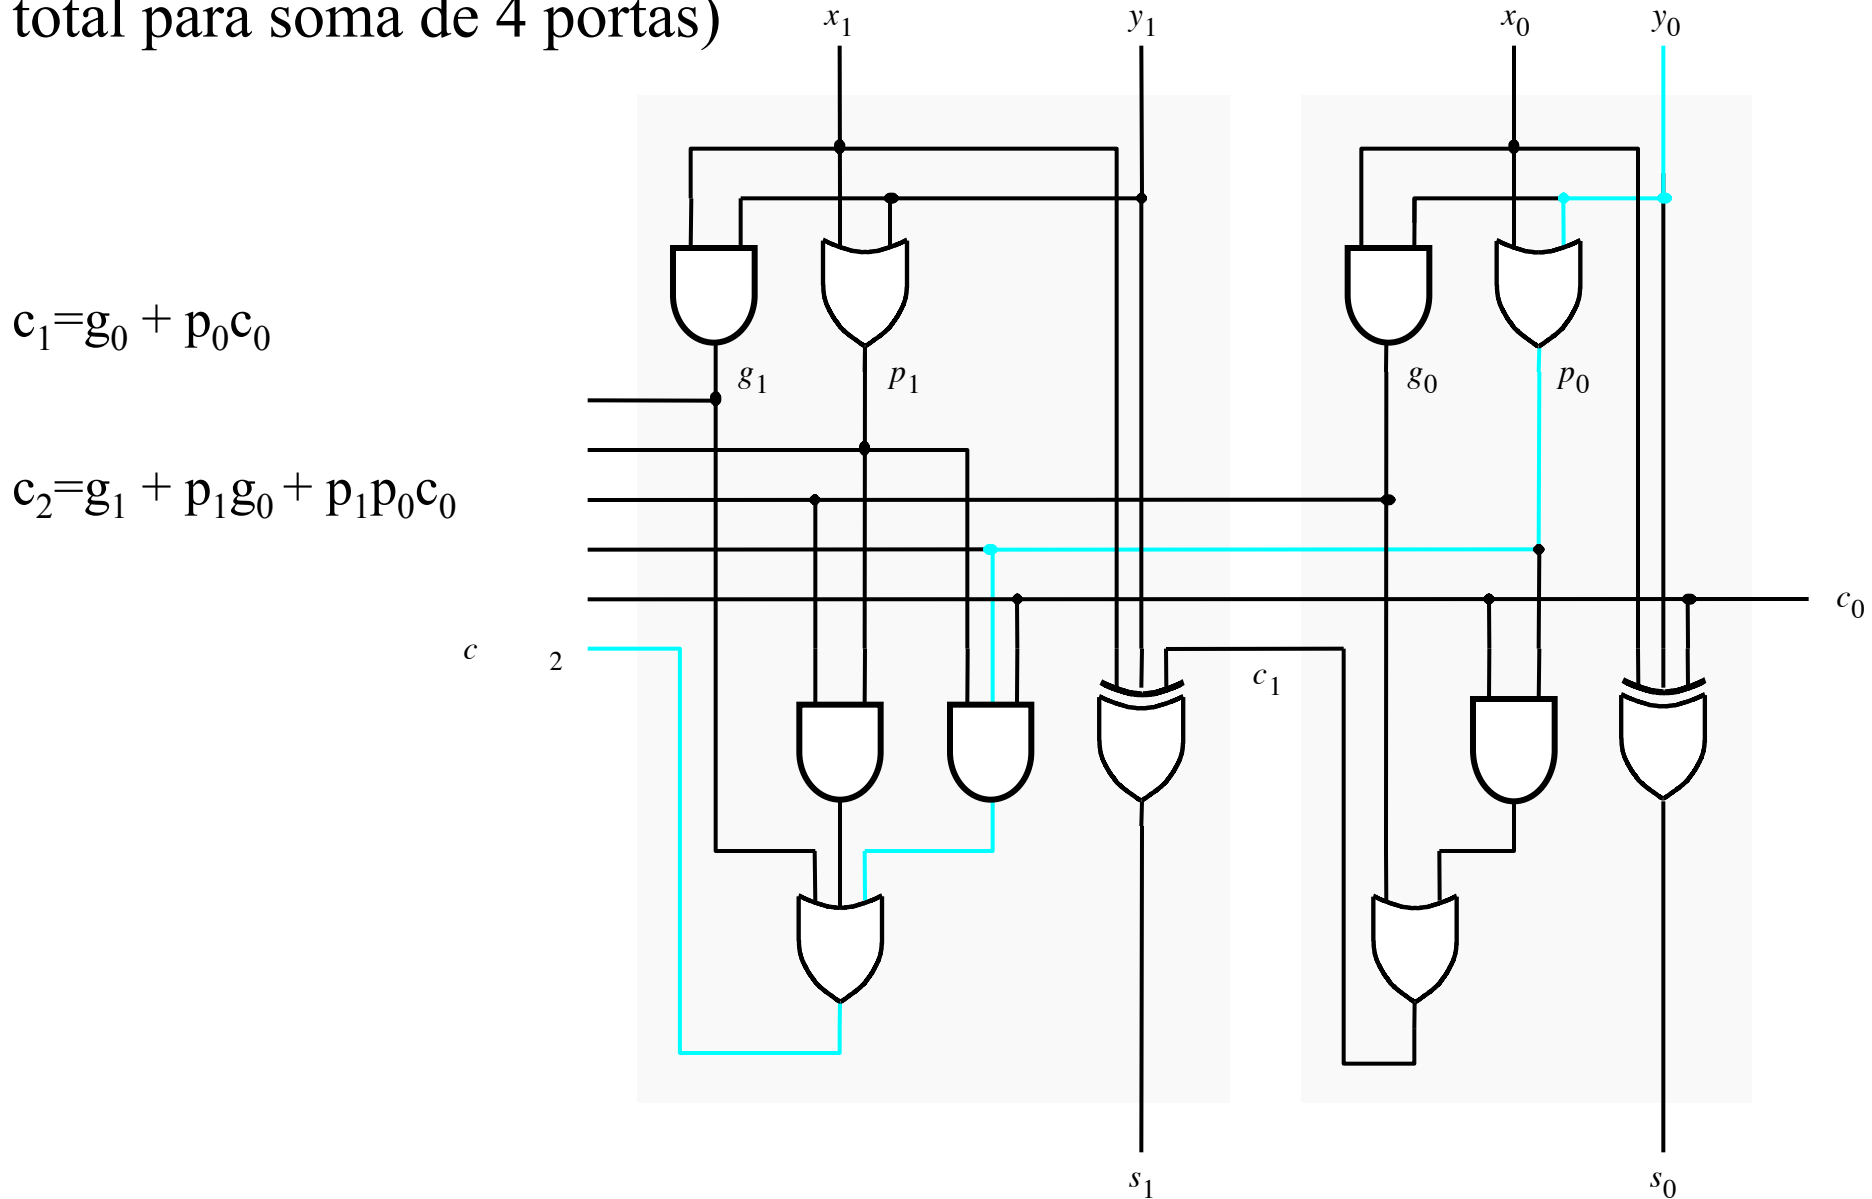 total para soma de 4 portas)
x₁ y₁ x₀ y₀
c₁=g₀ + p₀c₀
g₁ p₁ g₀ p₀
c₂=g₁ + p₁g₀ + p₁p₀c₀
c₀
c ₂
c₁
s₁ s₀